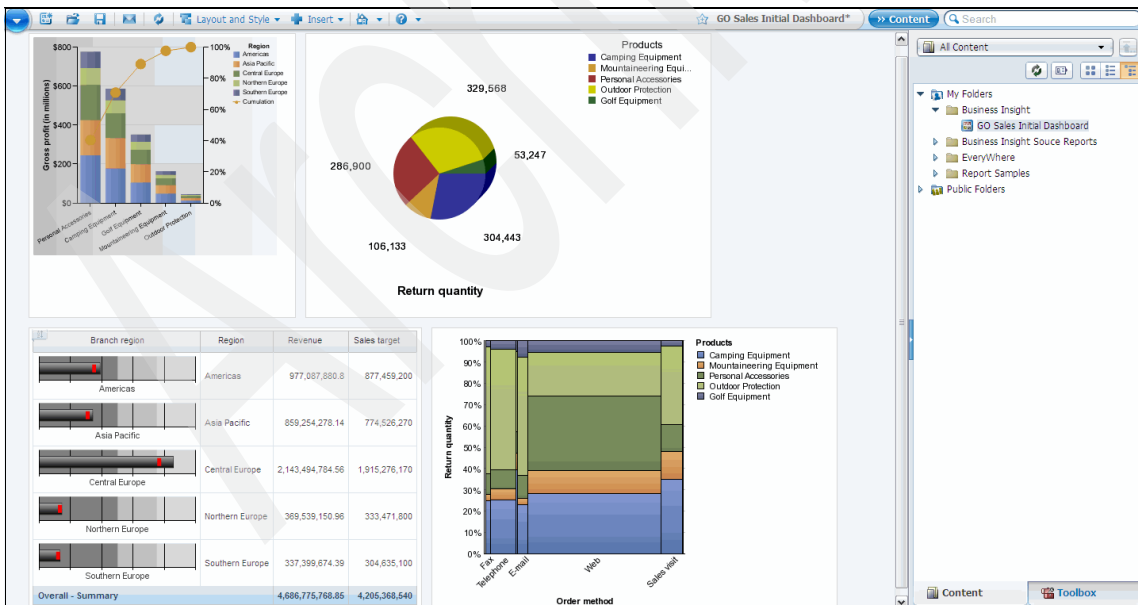 Layout and Style
Insert
GO Sales Initial Dashboard*
» Content
Search
$800
$600
$400
$200
$0
Gross profit (in millions)
100%
80%
60%
40%
20%
0%
Region
Americas
Asia Pacific
Central Europe
Northern Europe
Southern Europe
Cumulation
Personal Accessories
Camping Equipment
Golf Equipment
Mountaineering Equipment
Outdoor Protection
Products
Camping Equipment
Mountaineering Equi...
Personal Accessories
Outdoor Protection
Golf Equipment
329,568
53,247
286,900
304,443
106,133
Return quantity
All Content
My Folders
Business Insight
GO Sales Initial Dashboard
Business Insight Souce Reports
EveryWhere
Report Samples
Public Folders
Branch region Region Revenue Sales target
Americas Americas 977,087,880.8 877,459,200
Asia Pacific Asia Pacific 859,254,278.14 774,526,270
Central Europe Central Europe 2,143,494,784.56 1,915,276,170
Northern Europe Northern Europe 369,539,150.96 333,471,800
Southern Europe Southern Europe 337,399,674.39 304,635,100
Overall - Summary 4,686,775,768.85 4,205,368,540
100%
90%
80%
70%
60%
50%
40%
30%
20%
10%
0%
Return quantity
Fax
Telephone
E-mail
Web
Sales visit
Order method
Products
Camping Equipment
Mountaineering Equipment
Personal Accessories
Outdoor Protection
Golf Equipment
Content
Toolbox